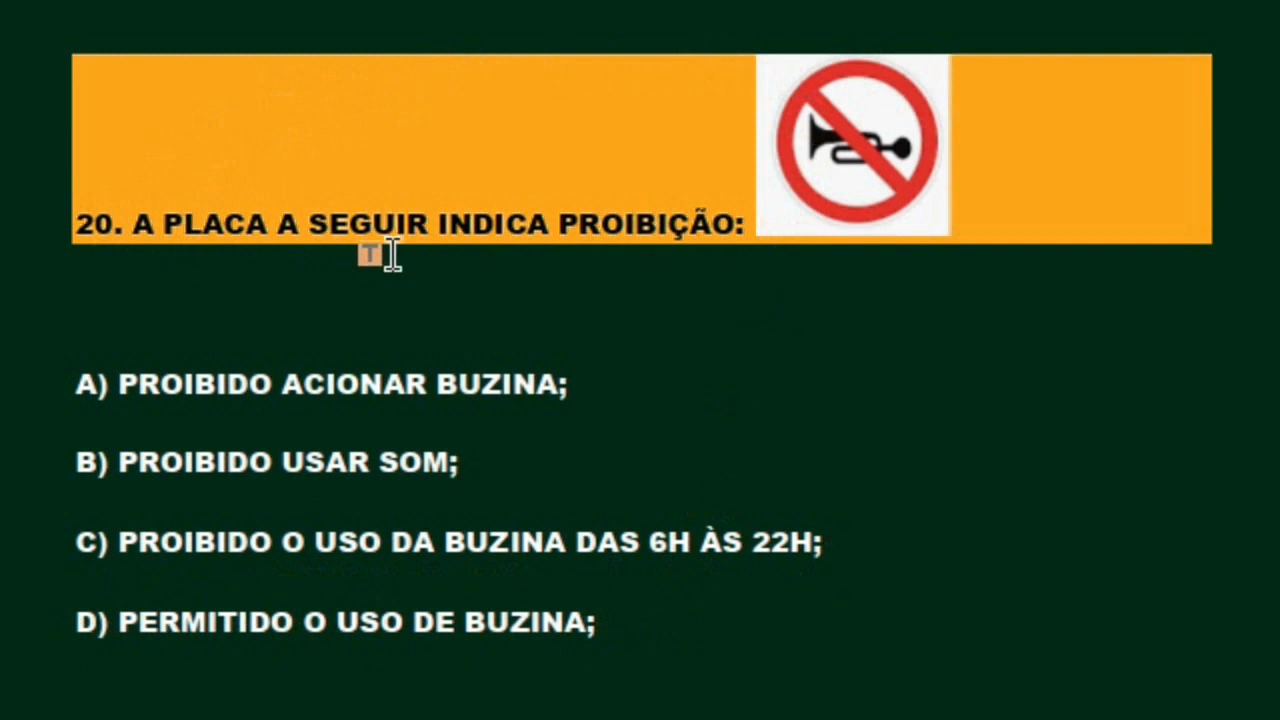 20. A PLACA A SEGUIR INDICA PROIBIÇÃO:
T
A) PROIBIDO ACIONAR BUZINA;
B) PROIBIDO USAR SOM;
C) PROIBIDO O USO DA BUZINA DAS 6H ÀS 22H;
D) PERMITIDO O USO DE BUZINA;